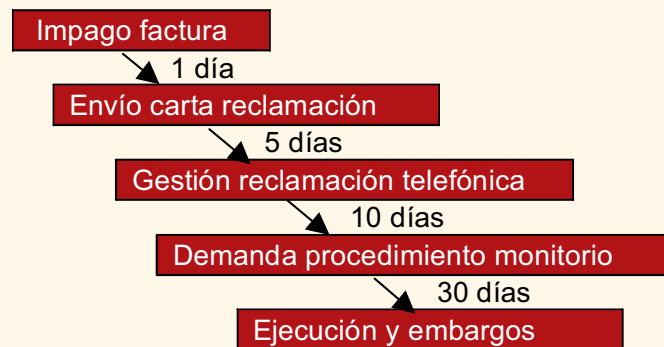 Impago factura
1 día
Envío carta reclamación
5 días
Gestión reclamación telefónica
10 días
Demanda procedimiento monitorio
30 días
Ejecución y embargos